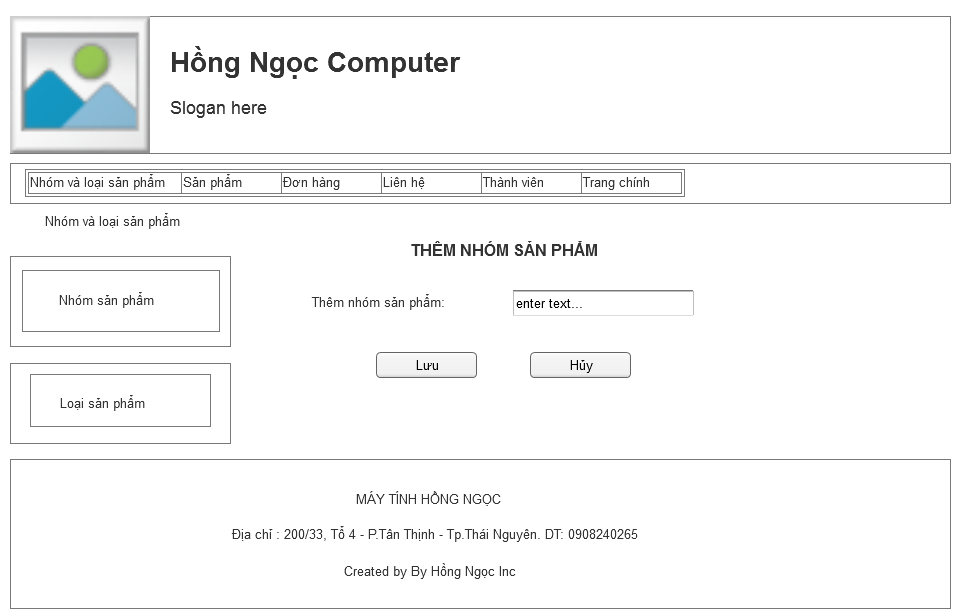 Hồng Ngọc Computer
Slogan here
Nhóm và loại sản phẩm Sản phẩm Đơn hàng Liên hệ Thành viên Trang chính
Nhóm và loại sản phẩm
THÊM NHÓM SẢN PHẨM
Nhóm sản phẩm
Thêm nhóm sản phẩm: enter text...
Lưu Hủy
Loại sản phẩm
MÁY TÍNH HỒNG NGỌC
Địa chỉ : 200/33, Tổ 4 - P.Tân Thịnh - Tp.Thái Nguyên. DT: 0908240265
Created by By Hồng Ngọc Inc